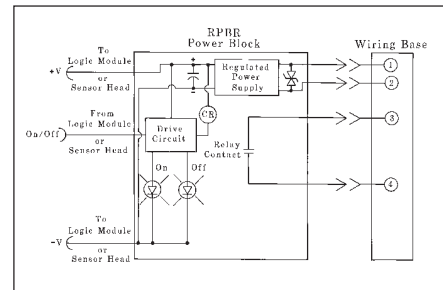 RPBR
Power Block
Wiring Base
To
Logic Module
or
Sensor Head
+V
+
Regulated
Power
Supply
-
1
2
CR
From
Logic Module
or
Sensor Head
On/Off
Drive
Circuit
On
Off
Relay
Contact
3
4
To
Logic Module
or
Sensor Head
-V